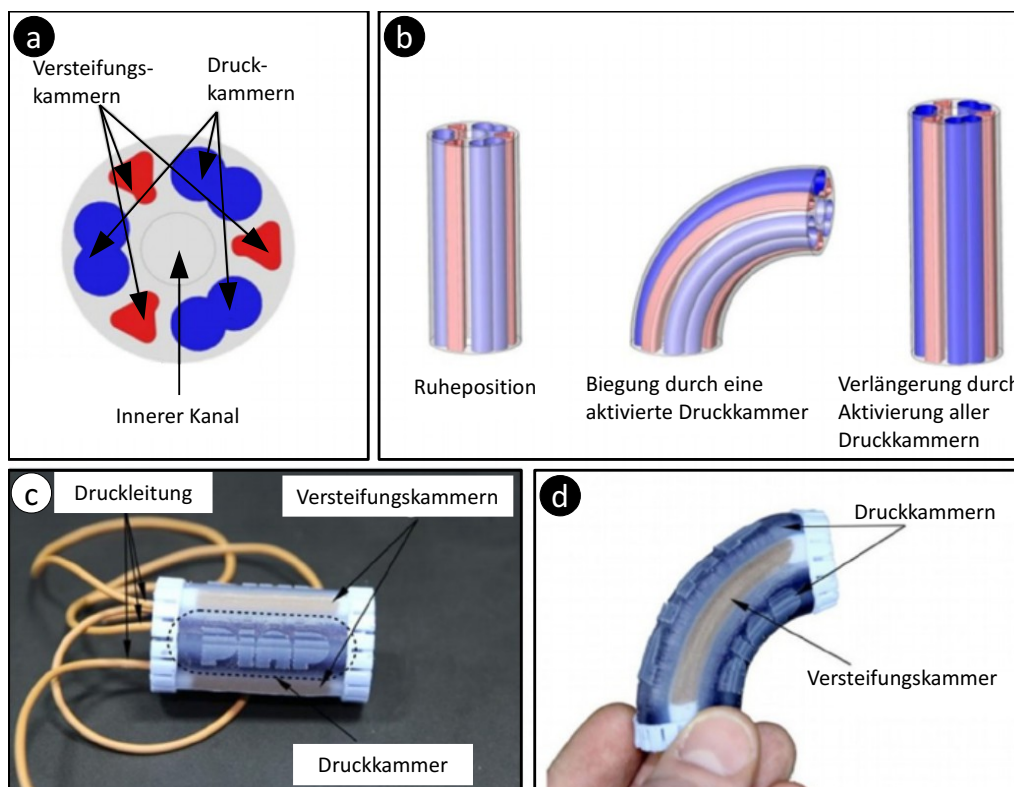 a
Versteifungs-
kammern
Druck-
kammern
Innerer Kanal
b
Ruheposition
Biegung durch eine
aktivierte Druckkammer
Verlängerung durch
Aktivierung aller
Druckkammern
c
Druckleitung
Versteifungskammern
Druckkammer
d
Druckkammern
Versteifungskammer